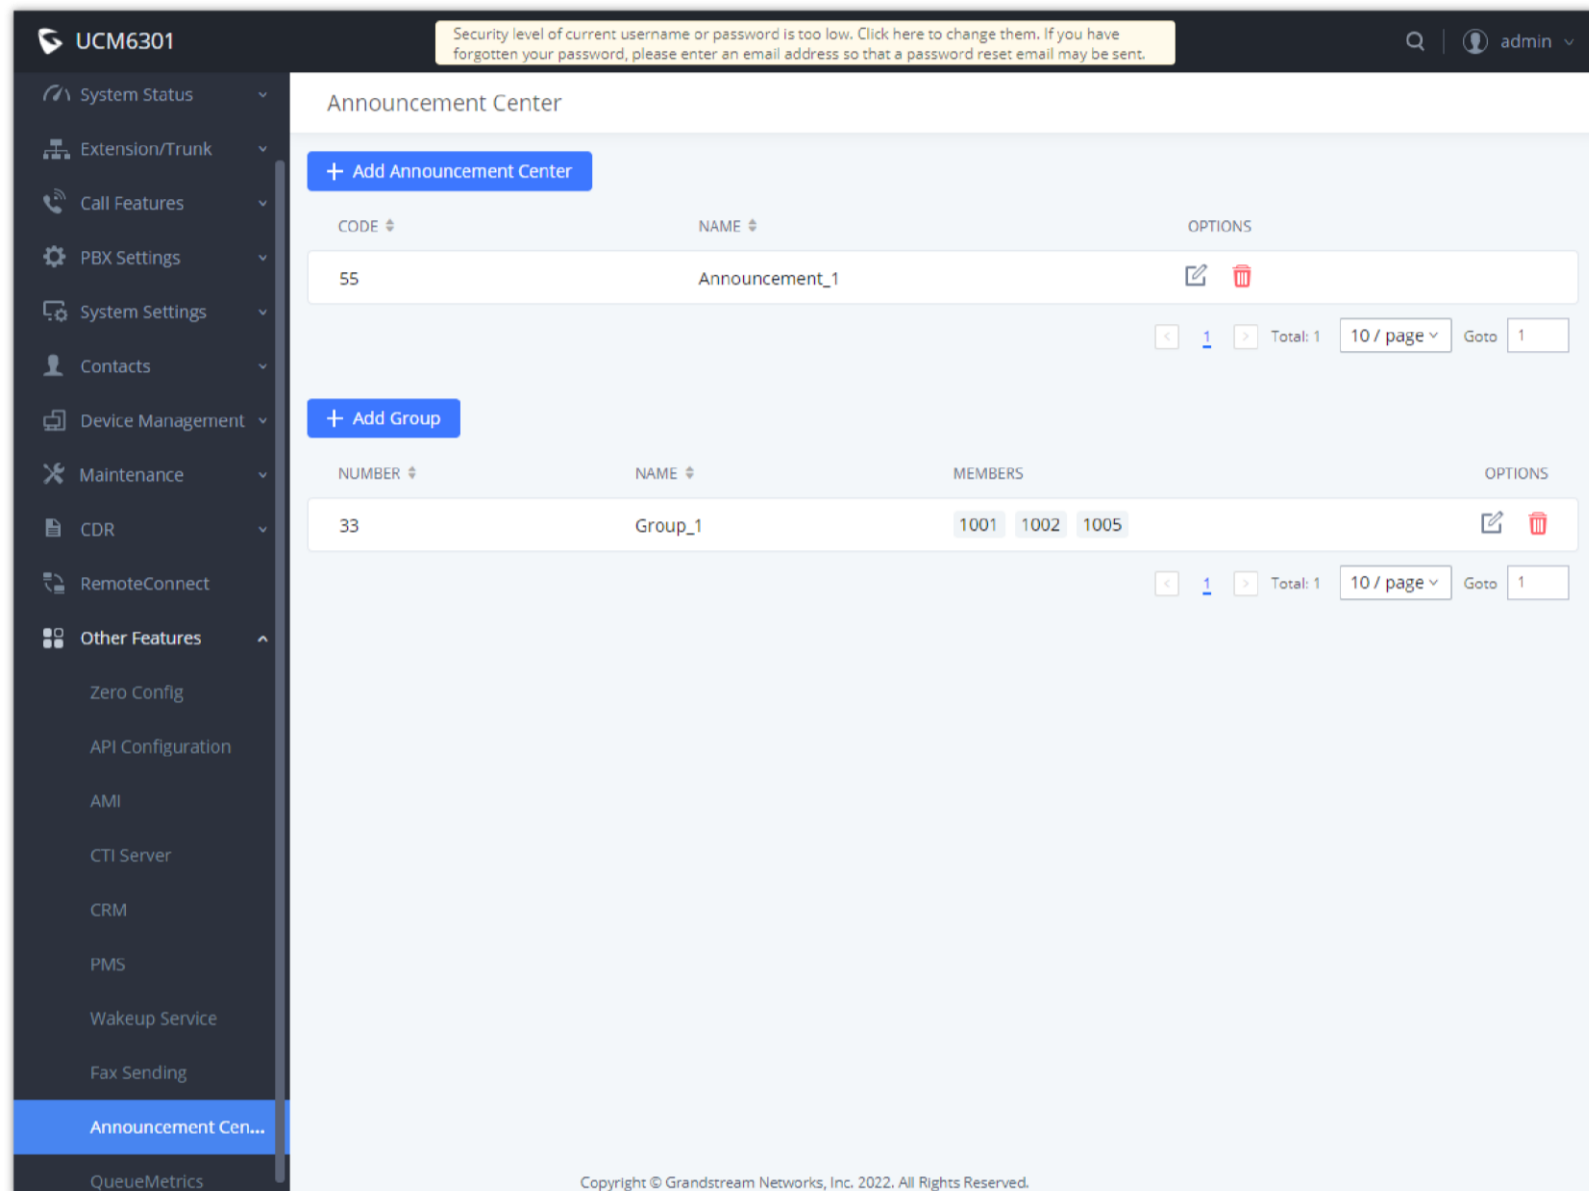 UCM6301
Security level of current username or password is too low. Click here to change them. If you have
forgotten your password, please enter an email address so that a password reset email may be sent.
admin
System Status
Extension/Trunk
Call Features
PBX Settings
System Settings
Contacts
Device Management
Maintenance
CDR
RemoteConnect
Other Features
Zero Config
API Configuration
AMI
CTI Server
CRM
PMS
Wakeup Service
Fax Sending
Announcement Cen...
QueueMetrics
Announcement Center
+ Add Announcement Center
CODE NAME OPTIONS
55 Announcement_1
< 1 > Total: 1 10 / page Goto 1
+ Add Group
NUMBER NAME MEMBERS OPTIONS
33 Group_1 1001 1002 1005
< 1 > Total: 1 10 / page Goto 1
Copyright © Grandstream Networks, Inc. 2022. All Rights Reserved.